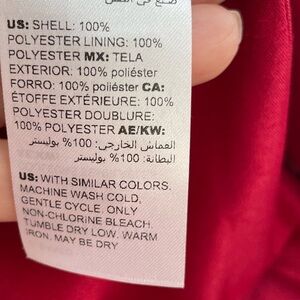 US: SHELL: 100%
POLYESTER LINING: 100%
POLYESTER MX: TELA
EXTERIOR: 100% poliéster
FORRO: 100% poliéster CA:
ÉTOFFE EXTÉRIEURE: 100%
POLYESTER DOUBLURE:
100% POLYESTER AE/KW:
القماش الخارجي: 100% بوليستر
البطانة: 100% بوليستر
US: WITH SIMILAR COLORS.
MACHINE WASH COLD,
GENTLE CYCLE. ONLY
NON-CHLORINE BLEACH.
TUMBLE DRY LOW. WARM
IRON. MAY BE DRY